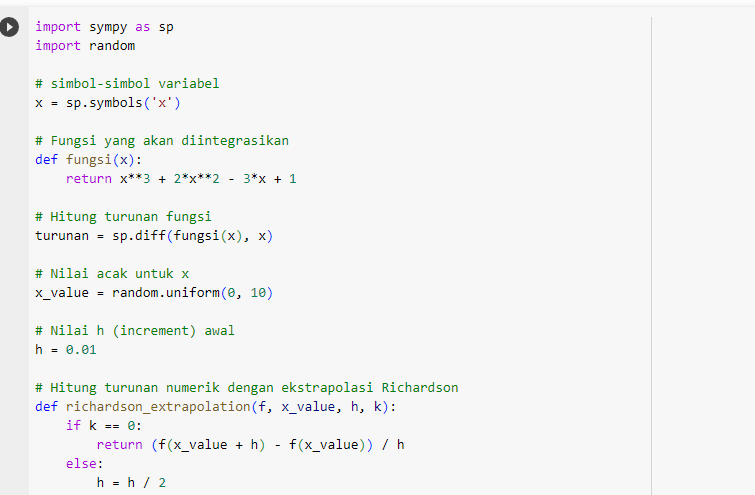 import sympy as sp
import random
# simbol-simbol variabel
x = sp.symbols('x')
# Fungsi yang akan diintegrasikan
def fungsi(x):
    return x**3 + 2*x**2 - 3*x + 1
# Hitung turunan fungsi
turunan = sp.diff(fungsi(x), x)
# Nilai acak untuk x
x_value = random.uniform(0, 10)
# Nilai h (increment) awal
h = 0.01
# Hitung turunan numerik dengan ekstrapolasi Richardson
def richardson_extrapolation(f, x_value, h, k):
    if k == 0:
        return (f(x_value + h) - f(x_value)) / h
    else:
        h = h / 2